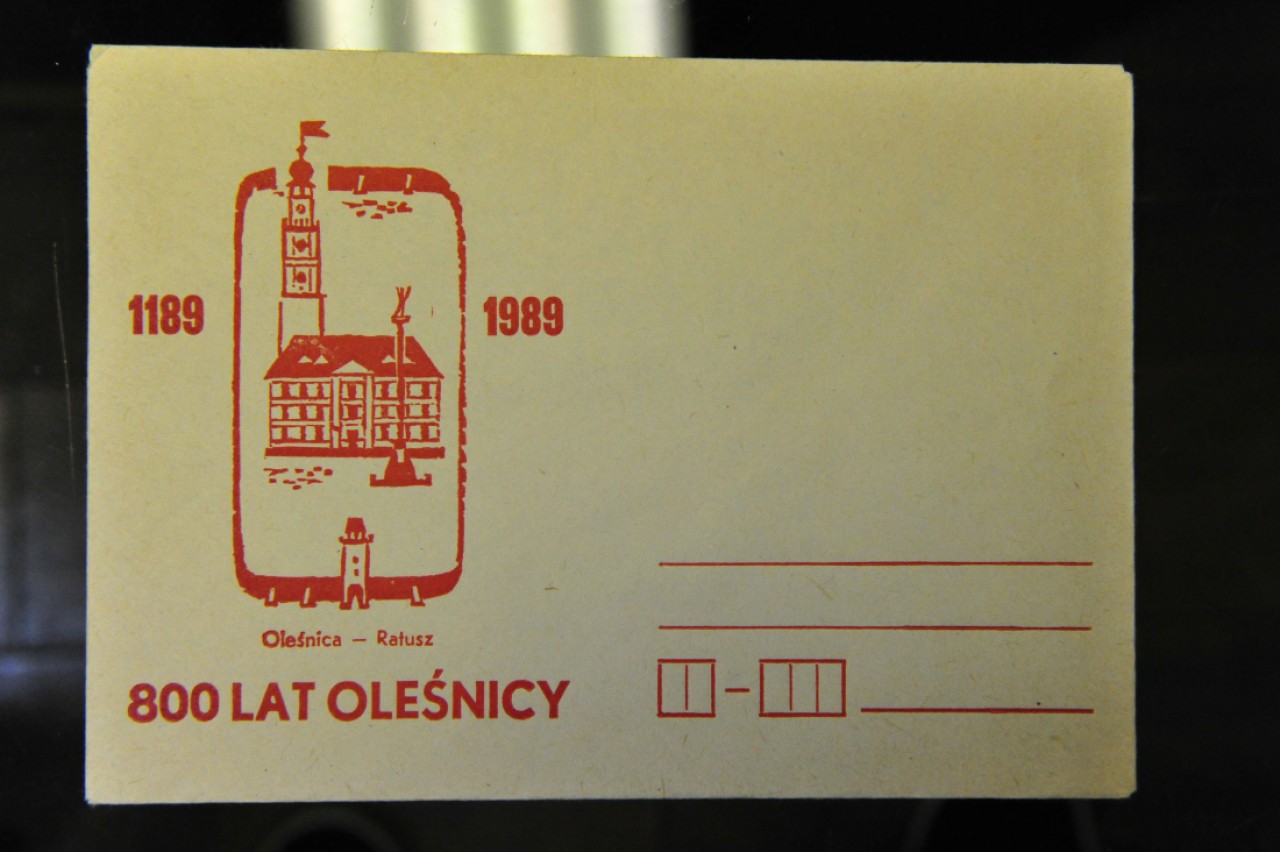 1189
1989
Oleśnica — Ratusz
800 LAT OLEŚNICY